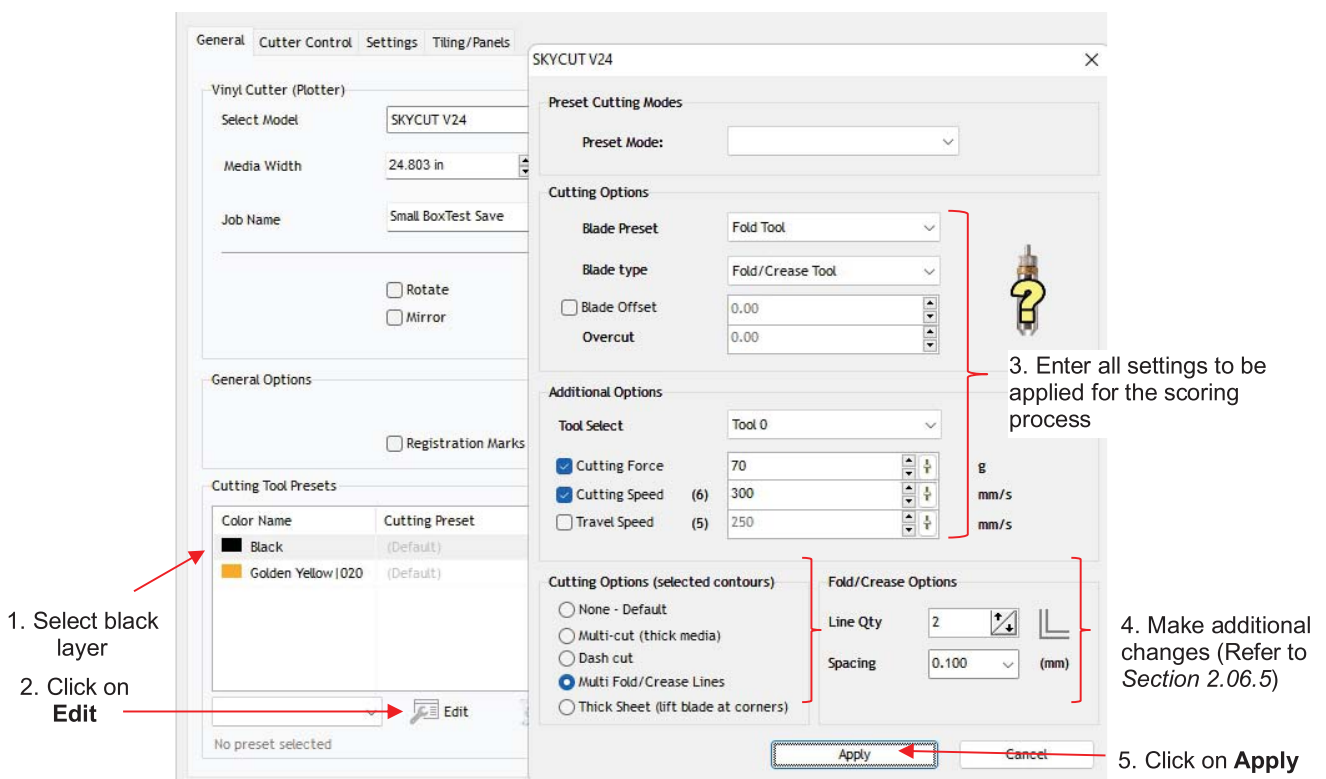 General Cutter Control Settings Tiling/Panels
Vinyl Cutter (Plotter)
Select Model SKYCUT V24
Media Width 24.803 in
Job Name Small BoxTest Save
Rotate
Mirror
General Options
Registration Marks
Cutting Tool Presets
Color Name Cutting Preset
Black (Default)
Golden Yellow|020 (Default)
Edit
No preset selected
SKYCUT V24
Preset Cutting Modes
Preset Mode:
Cutting Options
Blade Preset Fold Tool
Blade type Fold/Crease Tool
Blade Offset 0.00
Overcut 0.00
?
Additional Options
Tool Select Tool 0
Cutting Force 70 g
Cutting Speed (6) 300 mm/s
Travel Speed (5) 250 mm/s
Cutting Options (selected contours)
None - Default
Multi-cut (thick media)
Dash cut
Multi Fold/Crease Lines
Thick Sheet (lift blade at corners)
Fold/Crease Options
Line Qty 2
Spacing 0.100 (mm)
Apply Cancel
1. Select black
layer
2. Click on
Edit
3. Enter all settings to be
applied for the scoring
process
4. Make additional
changes (Refer to
Section 2.06.5)
5. Click on Apply